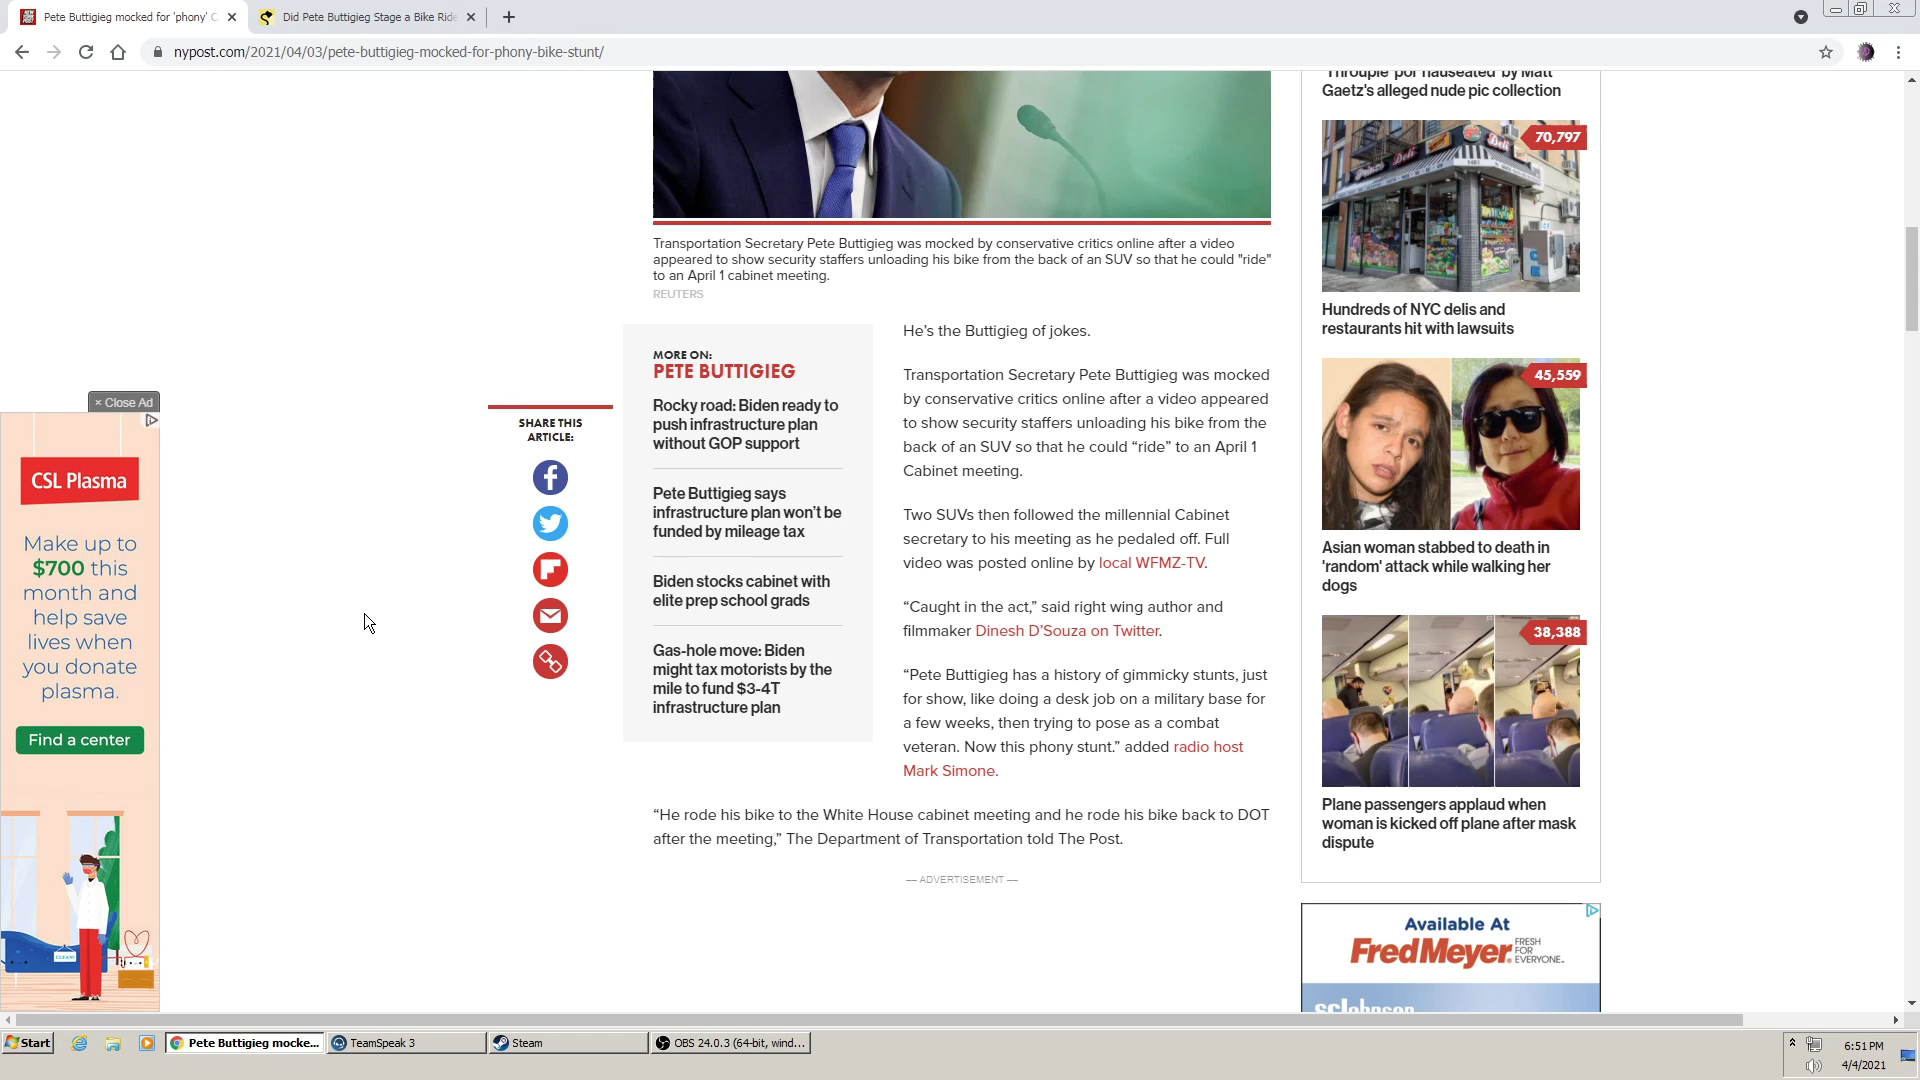 Pete Buttigieg mocked for 'phony' C
Did Pete Buttigieg Stage a Bike Ride
nypost.com/2021/04/03/pete-buttigieg-mocked-for-phony-bike-stunt/
Transportation Secretary Pete Buttigieg was mocked by conservative critics online after a video
appeared to show security staffers unloading his bike from the back of an SUV so that he could "ride"
to an April 1 cabinet meeting.
REUTERS
× Close Ad
CSL Plasma
Make up to
$700 this
month and
help save
lives when
you donate
plasma.
Find a center
SHARE THIS
ARTICLE:
MORE ON:
PETE BUTTIGIEG
Rocky road: Biden ready to
push infrastructure plan
without GOP support
Pete Buttigieg says
infrastructure plan won't be
funded by mileage tax
Biden stocks cabinet with
elite prep school grads
Gas-hole move: Biden
might tax motorists by the
mile to fund $3-4T
infrastructure plan
He's the Buttigieg of jokes.
Transportation Secretary Pete Buttigieg was mocked
by conservative critics online after a video appeared
to show security staffers unloading his bike from the
back of an SUV so that he could “ride” to an April 1
Cabinet meeting.
Two SUVs then followed the millennial Cabinet
secretary to his meeting as he pedaled off. Full
video was posted online by local WFMZ-TV.
“Caught in the act,” said right wing author and
filmmaker Dinesh D'Souza on Twitter.
“Pete Buttigieg has a history of gimmicky stunts, just
for show, like doing a desk job on a military base for
a few weeks, then trying to pose as a combat
veteran. Now this phony stunt.” added radio host
Mark Simone.
“He rode his bike to the White House cabinet meeting and he rode his bike back to DOT
after the meeting,” The Department of Transportation told The Post.
— ADVERTISEMENT —
'Throuple' poi 'nauseated' by Matt
Gaetz's alleged nude pic collection
70,797
Deli
Deli
Hundreds of NYC delis and
restaurants hit with lawsuits
45,559
Asian woman stabbed to death in
'random' attack while walking her
dogs
38,388
Plane passengers applaud when
woman is kicked off plane after mask
dispute
Available At
FredMeyer
FRESH
FOR
EVERYONE
scJohnson
Start
Pete Buttigieg mocke...
TeamSpeak 3
Steam
OBS 24.0.3 (64-bit, wind...
6:51 PM
4/4/2021